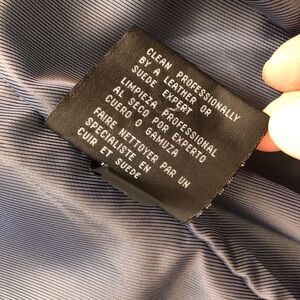 CLEAN PROFESSIONALLY
BY A LEATHER OR
SUEDE EXPERT
LIMPIEZA PROFESSIONAL
AL SECO POR EXPERTO
CUERO O GAMUZA
FAIRE NETTOYER PAR UN
SPECIALISTE EN
CUIR ET SUEDE